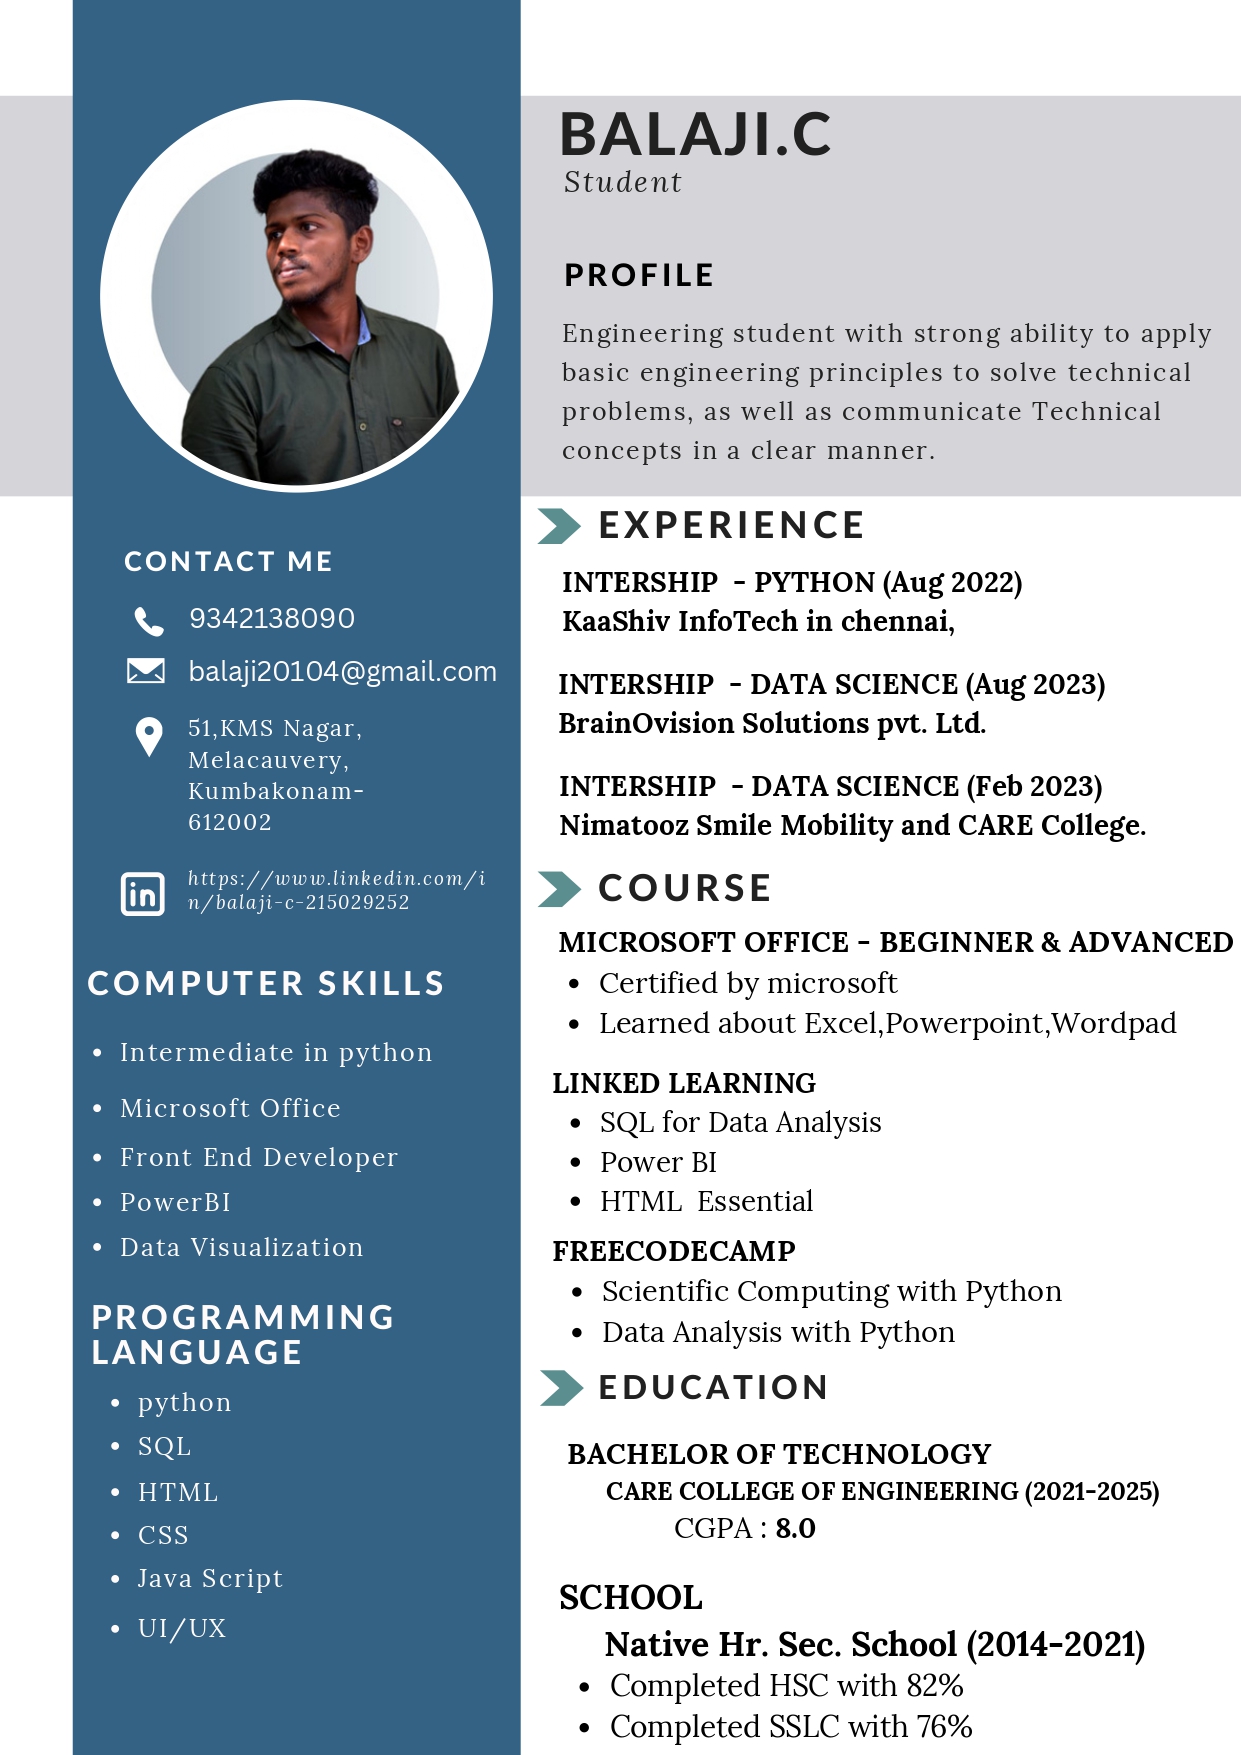 BALAJI.C
Student
PROFILE
Engineering student with strong ability to apply
basic engineering principles to solve technical
problems, as well as communicate Technical
concepts in a clear manner.
CONTACT ME
9342138090
balaji20104@gmail.com
51,KMS Nagar,
Melacauvery,
Kumbakonam-
612002
in
https://www.linkedin.com/i
n/balaji-c-215029252
COMPUTER SKILLS
• Intermediate in python
• Microsoft Office
• Front End Developer
• PowerBI
• Data Visualization
PROGRAMMING
LANGUAGE
• python
• SQL
• HTML
• CSS
• Java Script
• UI/UX
EXPERIENCE
INTERSHIP - PYTHON (Aug 2022)
KaaShiv InfoTech in chennai,
INTERSHIP - DATA SCIENCE (Aug 2023)
BrainOvision Solutions pvt. Ltd.
INTERSHIP - DATA SCIENCE (Feb 2023)
Nimatooz Smile Mobility and CARE College.
COURSE
MICROSOFT OFFICE - BEGINNER & ADVANCED
• Certified by microsoft
• Learned about Excel,Powerpoint,Wordpad
LINKED LEARNING
• SQL for Data Analysis
• Power BI
• HTML Essential
FREECODECAMP
• Scientific Computing with Python
• Data Analysis with Python
EDUCATION
BACHELOR OF TECHNOLOGY
CARE COLLEGE OF ENGINEERING (2021-2025)
CGPA : 8.0
SCHOOL
Native Hr. Sec. School (2014-2021)
• Completed HSC with 82%
• Completed SSLC with 76%